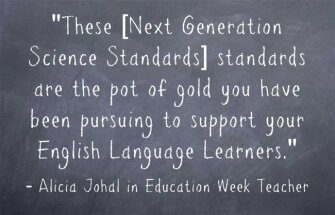 "These [Next Generation
Science Standards] standards
are the pot of gold you have
been pursuing to support your
English Language Learners."
- Alicia Johal in Education Week Teacher